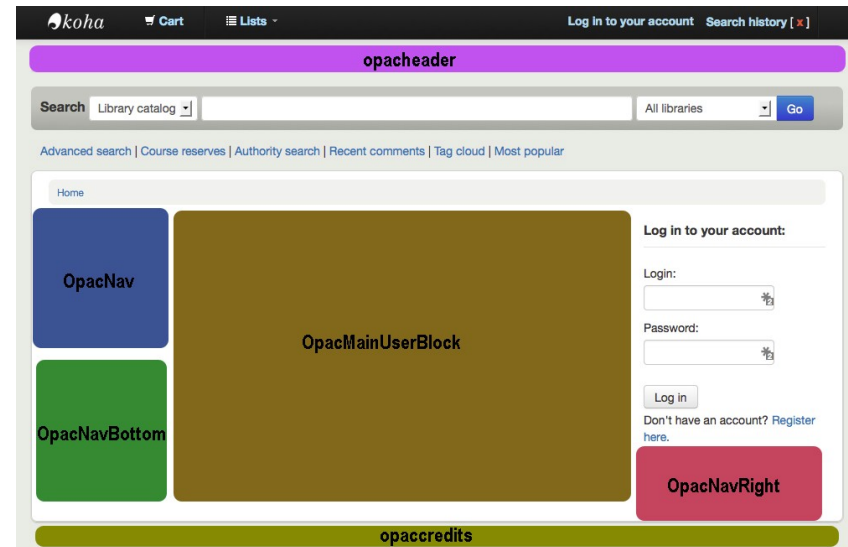 koha Cart Lists Log in to your account Search history [ x ]
opacheader
Search Library catalog All libraries Go
Advanced search | Course reserves | Authority search | Recent comments | Tag cloud | Most popular
Home
OpacNav
OpacNavBottom
OpacMainUserBlock
Log in to your account:
Login:
Password:
Log in
Don't have an account? Register
here.
OpacNavRight
opaccredits